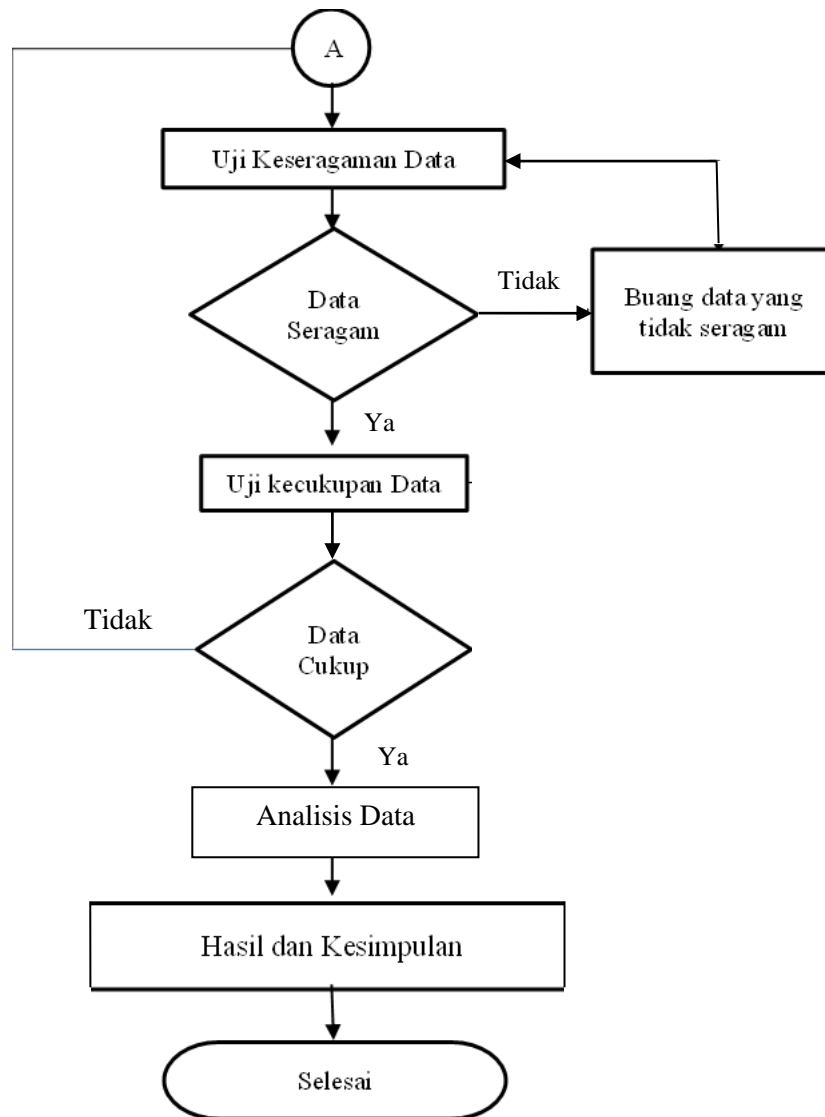 A
Uji Keseragaman Data
Data
Seragam
Tidak
Buang data yang
tidak seragam
Ya
Uji kecukupan Data
Data
Cukup
Tidak
Ya
Analisis Data
Hasil dan Kesimpulan
Selesai